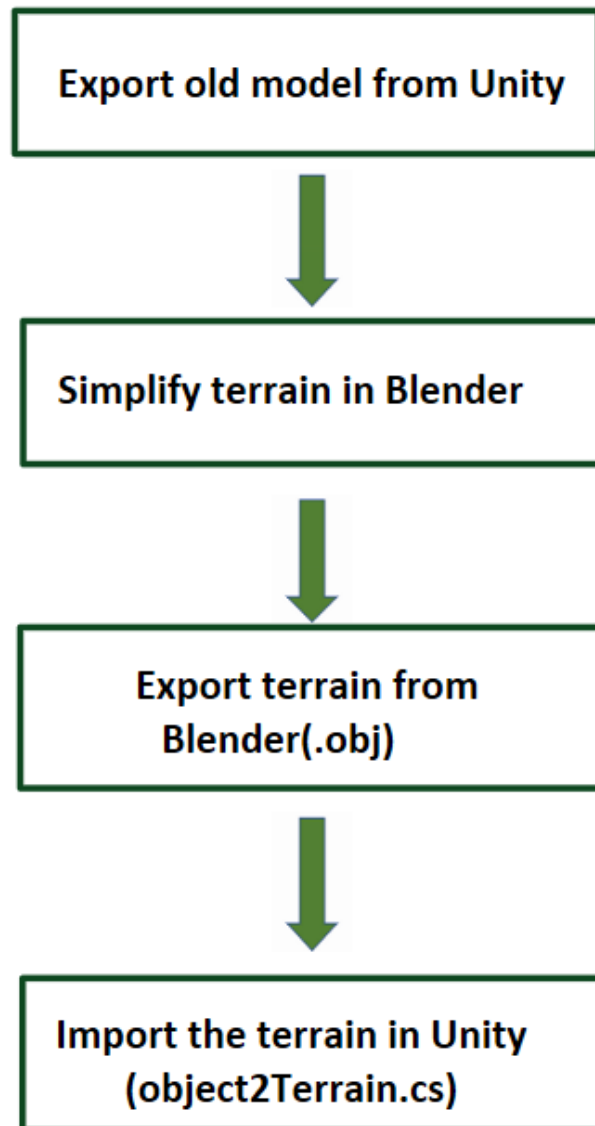 Export old model from Unity
Simplify terrain in Blender
Export terrain from
Blender(.obj)
Import the terrain in Unity
(object2Terrain.cs)